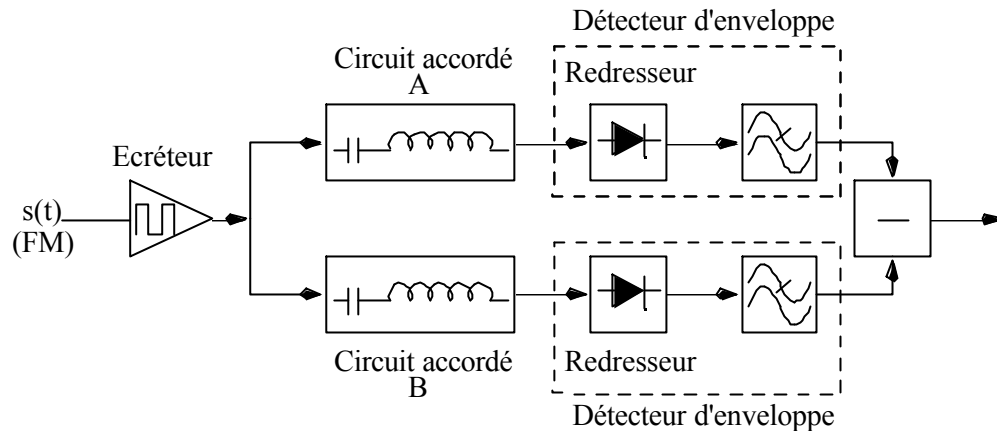 Détecteur d'enveloppe
Circuit accordé
A
Redresseur
Ecréteur
s(t)
(FM)
Circuit accordé
B
Redresseur
Détecteur d'enveloppe